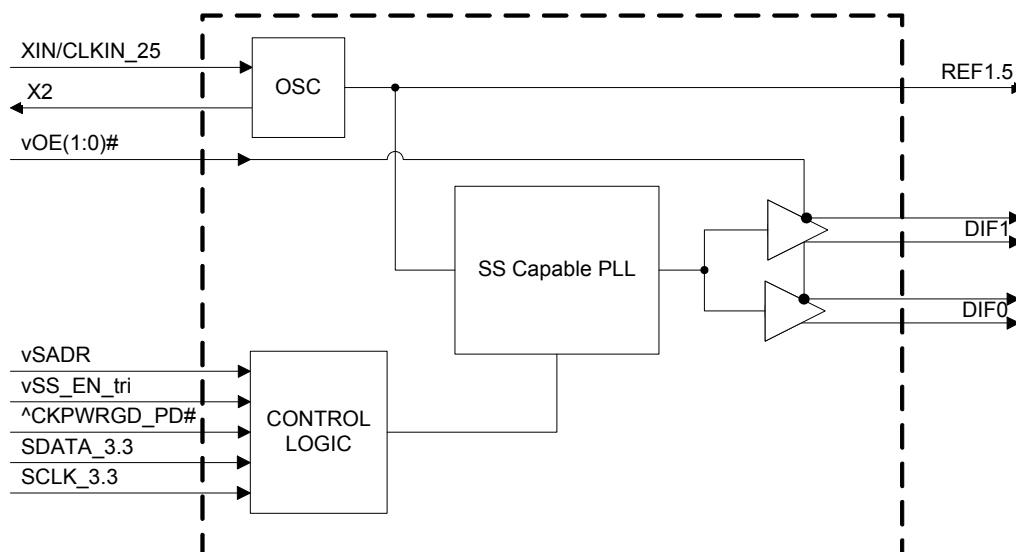 XIN/CLKIN_25
OSC
REF1.5
X2
vOE(1:0)#
SS Capable PLL
DIF1
DIF0
vSADR
vSS_EN_tri
^CKPWRGD_PD#
SDATA_3.3
SCLK_3.3
CONTROL
LOGIC